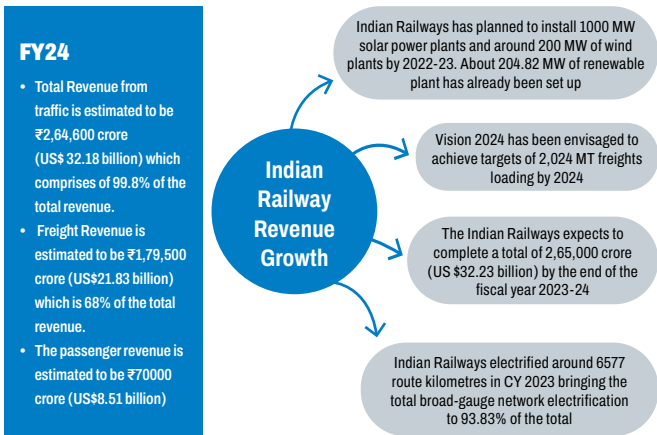 FY24
• Total Revenue from
traffic is estimated to be
₹2,64,600 crore
(US$ 32.18 billion) which
comprises of 99.8% of the
total revenue.
• Freight Revenue is
estimated to be ₹1,79,500
crore (US$21.83 billion)
which is 68% of the total
revenue.
• The passenger revenue is
estimated to be ₹70000
crore (US$8.51 billion)
Indian
Railway
Revenue
Growth
Indian Railways has planned to install 1000 MW
solar power plants and around 200 MW of wind
plants by 2022-23. About 204.82 MW of renewable
plant has already been set up
Vision 2024 has been envisaged to
achieve targets of 2,024 MT freights
loading by 2024
The Indian Railways expects to
complete a total of 2,65,000 crore
(US $32.23 billion) by the end of the
fiscal year 2023-24
Indian Railways electrified around 6577
route kilometres in CY 2023 bringing the
total broad-gauge network electrification
to 93.83% of the total